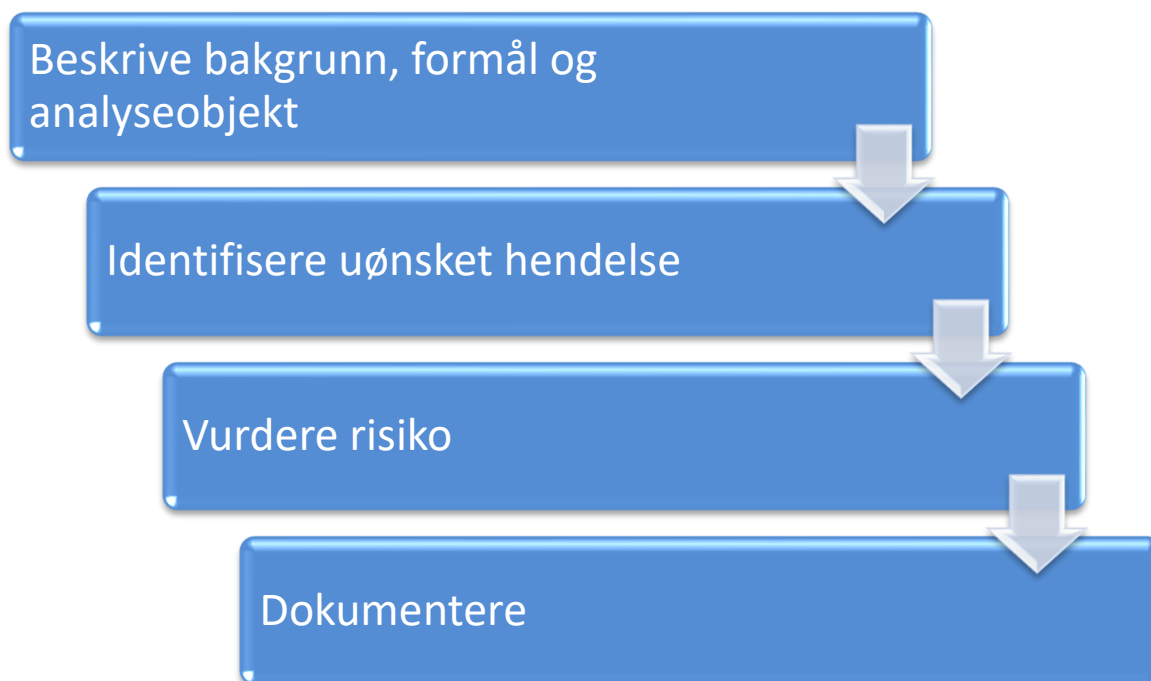 Beskrive bakgrunn, formål og
analyseobjekt
Identifisere uønsket hendelse
Vurdere risiko
Dokumentere